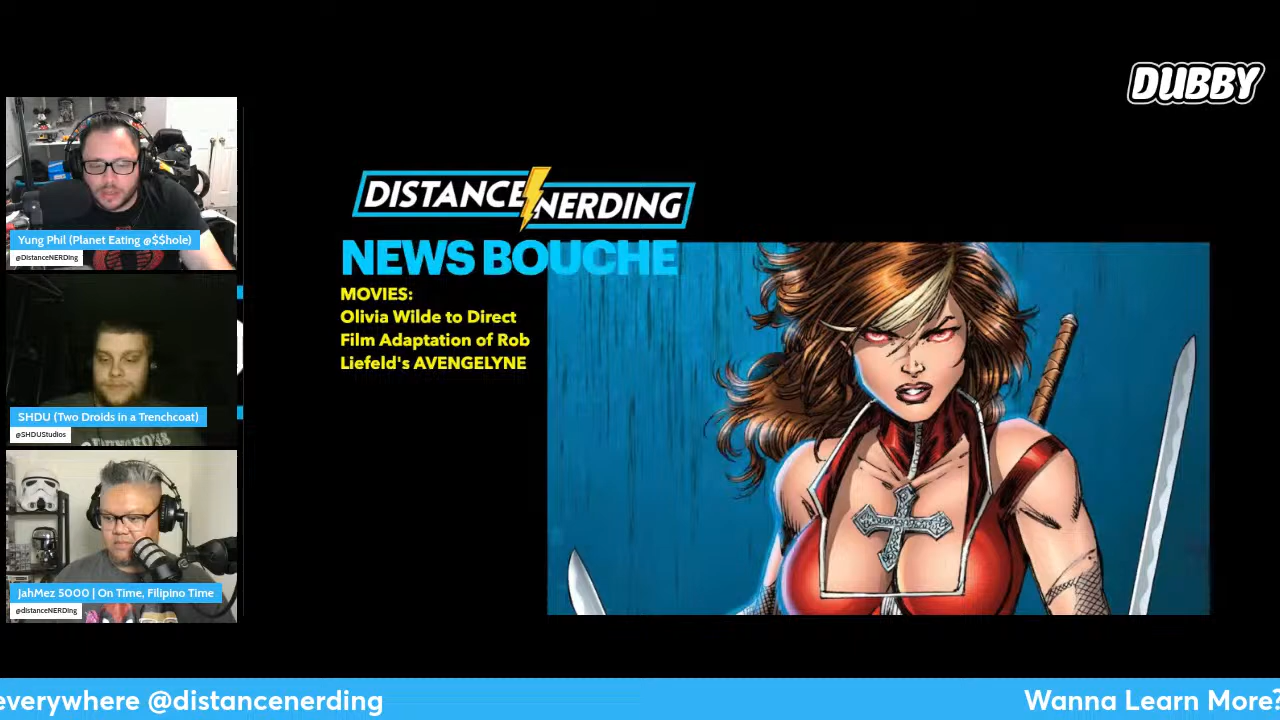 DUBBY
DISTANCE NERDING
NEWS BOUCHE
MOVIES:
Olivia Wilde to Direct
Film Adaptation of Rob
Liefeld's AVENGELYNE
Yung Phil (Planet Eating @$$hole)
@DistanceNERDing
SHDU (Two Droids in a Trenchcoat)
@SHDUStudios
JahMez 5000 | On Time, Filipino Time
@distanceNERDing
everywhere @distancenerding
Wanna Learn More?